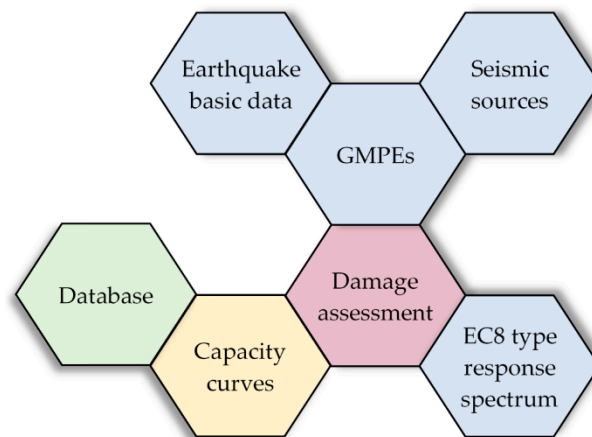 Earthquake
basic data
Seismic
sources
GMPEs
Database
Damage
assessment
Capacity
curves
EC8 type
response
spectrum